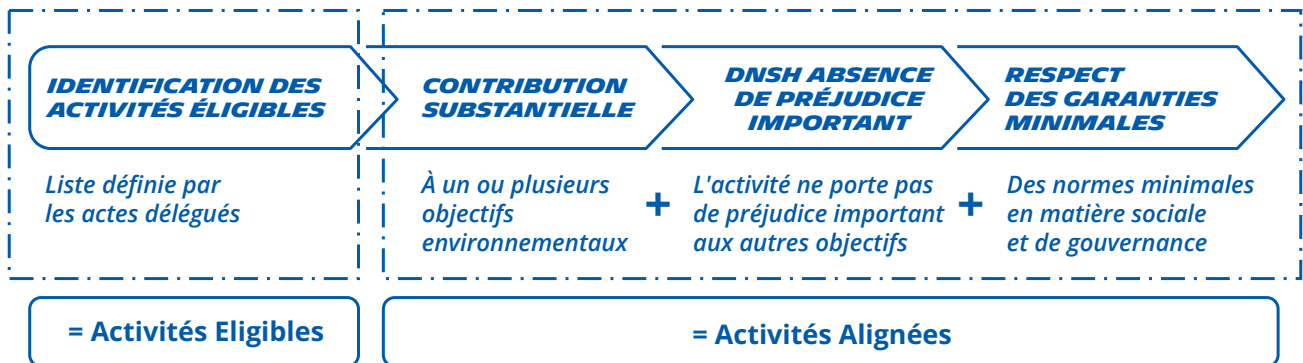 IDENTIFICATION DES
ACTIVITÉS ÉLIGIBLES
Liste définie par
les actes délégués
CONTRIBUTION
SUBSTANTIELLE
À un ou plusieurs
objectifs
environnementaux
+
DNSH ABSENCE
DE PRÉJUDICE
IMPORTANT
L'activité ne porte pas
de préjudice important
aux autres objectifs
+
RESPECT
DES GARANTIES
MINIMALES
Des normes minimales
en matière sociale
et de gouvernance
= Activités Eligibles
= Activités Alignées